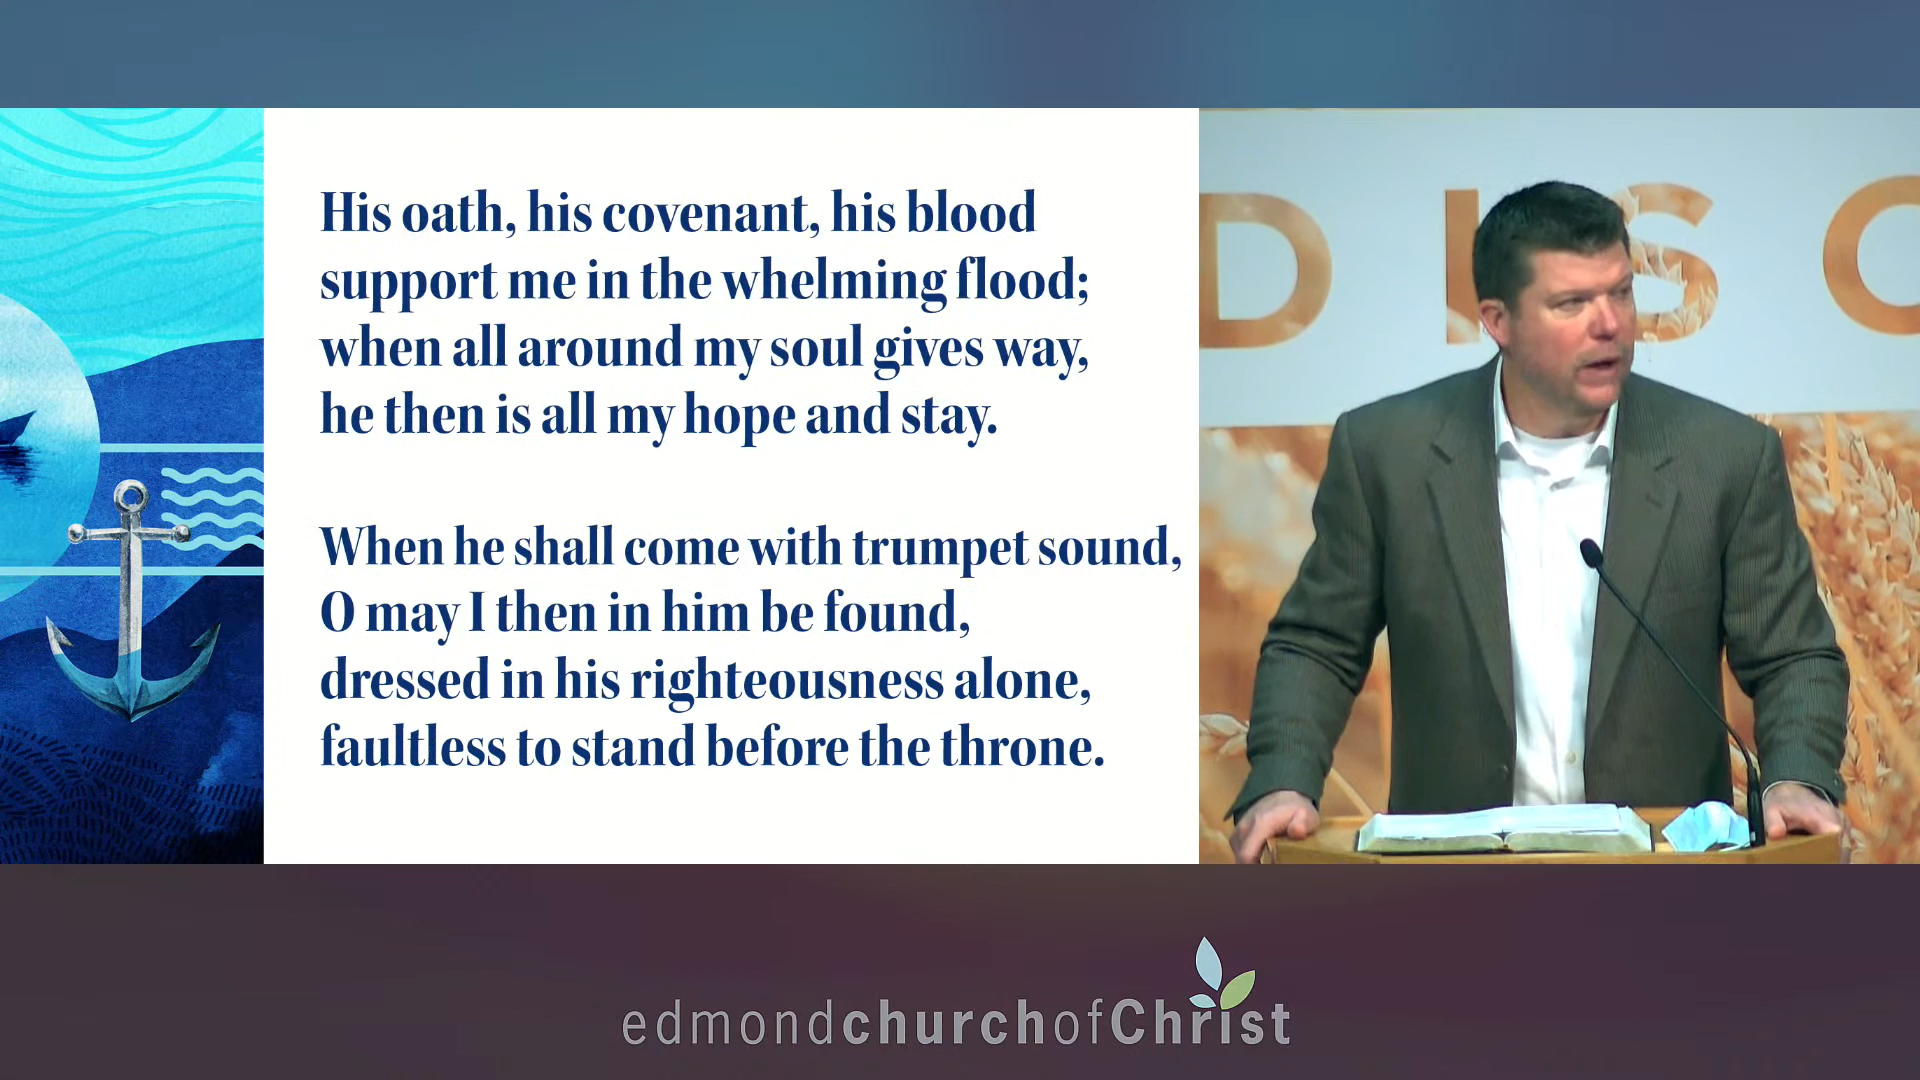 His oath, his covenant, his blood
support me in the whelming flood;
when all around my soul gives way,
he then is all my hope and stay.
When he shall come with trumpet sound,
O may I then in him be found,
dressed in his righteousness alone,
faultless to stand before the throne.
DISC
edmondchurchofChrist